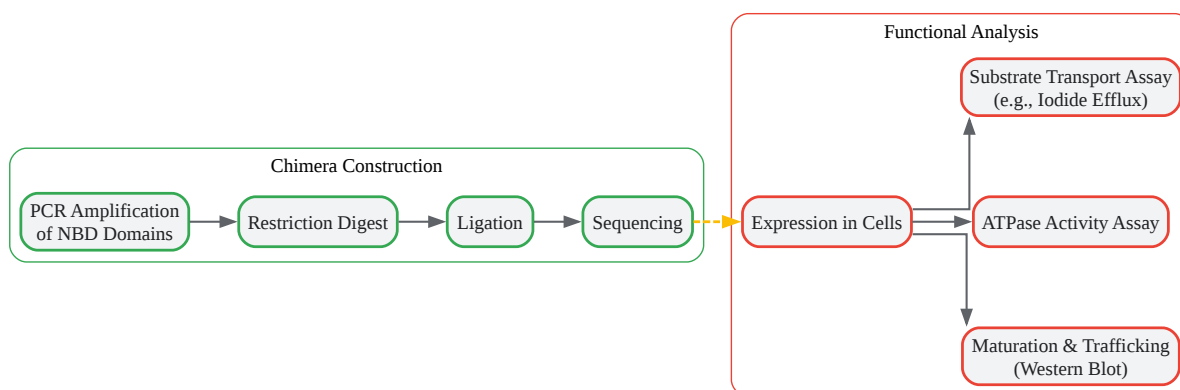 Chimera Construction
PCR Amplification
of NBD Domains
Restriction Digest
Ligation
Sequencing
Functional Analysis
Expression in Cells
Substrate Transport Assay
(e.g., Iodide Efflux)
ATPase Activity Assay
Maturation & Trafficking
(Western Blot)